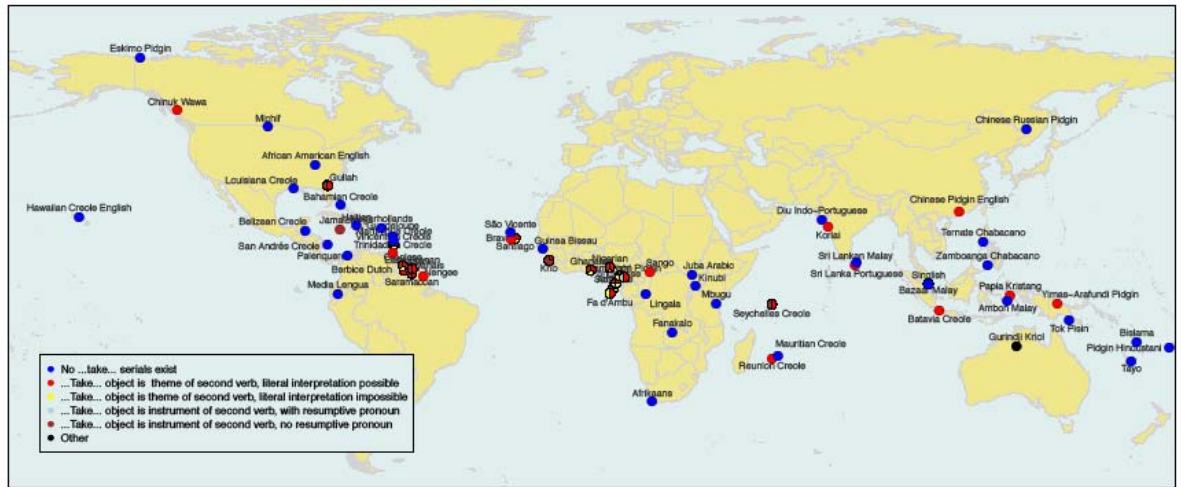 Eskimo Pidgin
Chinuk Wawa
Michif
Chinese Russian Pidgin
African American English
Gullah
Louisiana Creole
Bahamian Creole
Hawaiian Creole English
Chinese Pidgin English
Belizean Creole
San Andrés Creole
Palenquero
Trinidad Creole
Berbice Dutch
Saramaccan
Media Lengua
São Vicente
Santiago
Guinea Bissau
Krio
Nigerian
Sango
Juba Arabic
Kinubi
Fa d'Ambu
Lingala
Mbugu
Seychelles Creole
Fanakalo
Mauritian Creole
Reunion Creole
Afrikaans
Diu Indo-Portuguese
Korlai
Sri Lankan Malay
Sri Lanka Portuguese
Ternate Chabacano
Zamboanga Chabacano
Singlish
Bazaar Malay
Papia Kristang
Yimas-Arafundi Pidgin
Ambon Malay
Batavia Creole
Tok Pisin
Gurindji Kriol
Bislama
Pidgin Hindustani
Tayo
No ...take... serials exist
...Take... object is theme of second verb, literal interpretation possible
...Take... object is theme of second verb, literal interpretation impossible
...Take... object is instrument of second verb, with resumptive pronoun
...Take... object is instrument of second verb, no resumptive pronoun
Other